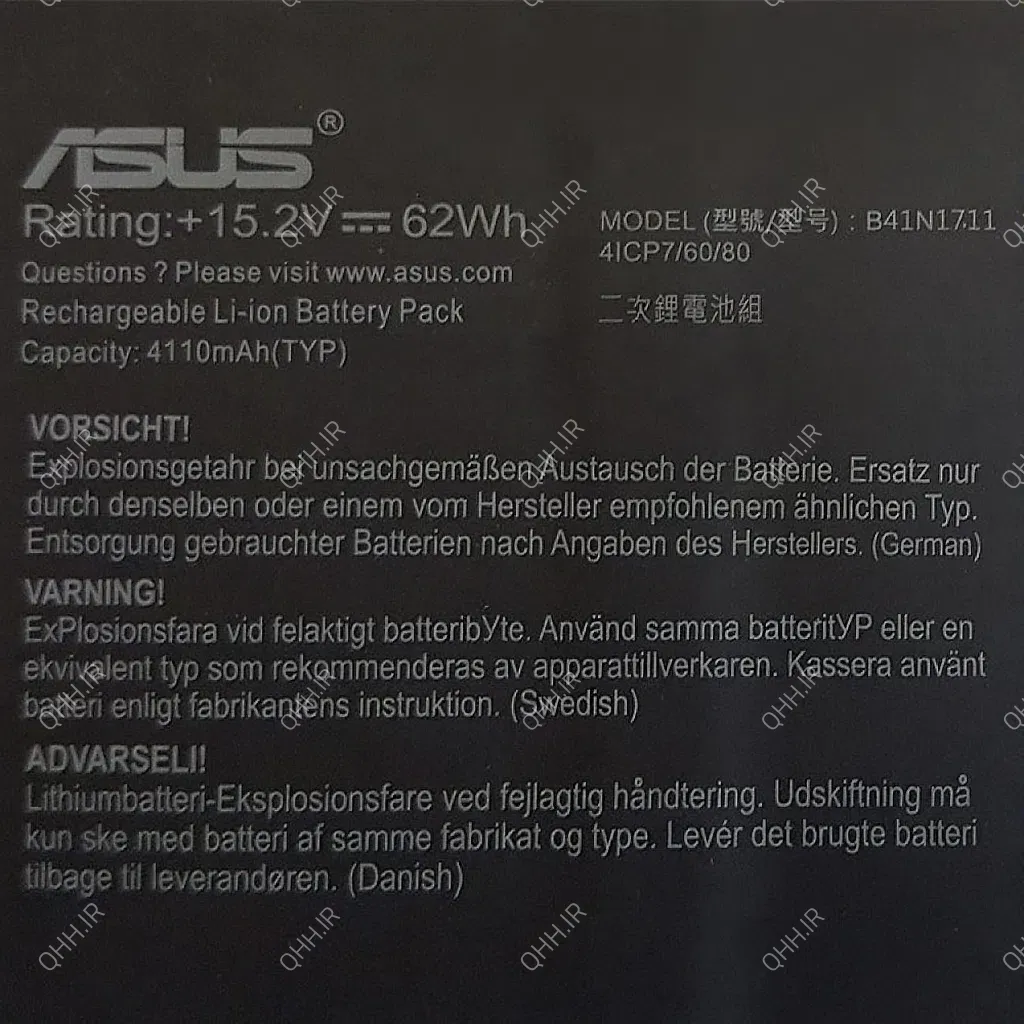 ASUS®
Rating:+15.2V ⎓ 62Wh
Questions ? Please visit www.asus.com
Rechargeable Li-ion Battery Pack
Capacity: 4110mAh(TYP)
MODEL (型號/型号) : B41N1711
4ICP7/60/80
二次鋰電池組
VORSICHT!
Explosionsgetahr bei unsachgemäßen Austausch der Batterie. Ersatz nur
durch denselben oder einem vom Hersteller empfohlenem ähnlichen Typ.
Entsorgung gebrauchter Batterien nach Angaben des Herstellers. (German)
VARNING!
ExPlosionsfara vid felaktigt batteribYte. Använd samma batteritYP eller en
ekvivalent typ som rekommenderas av apparattillverkaren. Kassera använt
batteri enligt fabrikantens instruktion. (Swedish)
ADVARSELI!
Lithiumbatteri-Eksplosionsfare ved fejlagtig håndtering. Udskiftning må
kun ske med batteri af samme fabrikat og type. Levér det brugte batteri
tilbage til leverandøren. (Danish)
QHH.IR